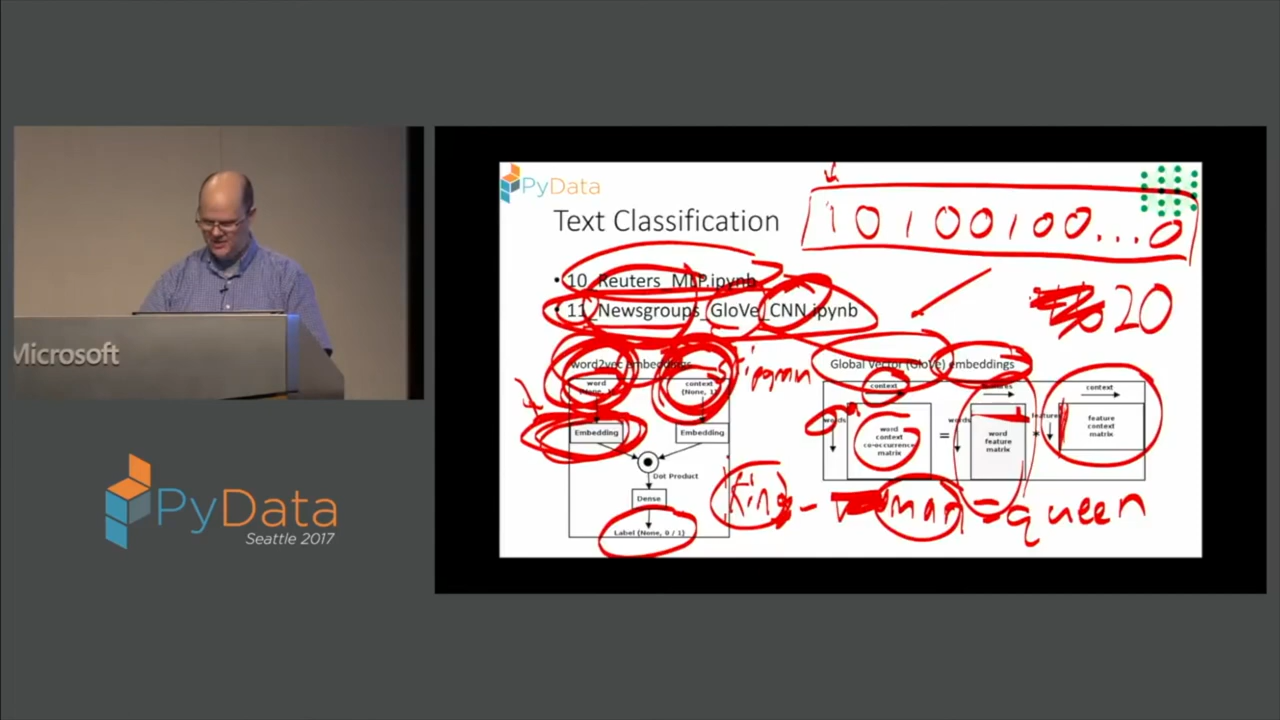 Microsoft
PyData
Seattle 2017
PyData
Text Classification
10100100...0
• 10_Reuters_MLP.ipynb
• 11_Newsgroups_GloVe_CNN.ipynb
20
word2vec embeddings
word
context
(None, 1)
Embedding
Embedding
Dot Product
Dense
Label (None, 0 / 1)
Global Vector (GloVe) embeddings
context
features
context
words
word
context
co-occurrence
matrix
=
words
word
feature
matrix
*
features
feature
context
matrix
king - man = queen